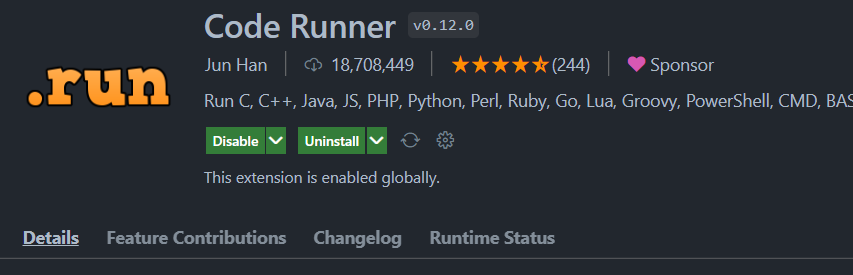 Code Runner v0.12.0
.run
Jun Han 18,708,449 (244) Sponsor
Run C, C++, Java, JS, PHP, Python, Perl, Ruby, Go, Lua, Groovy, PowerShell, CMD, BAS
Disable Uninstall
This extension is enabled globally.
Details Feature Contributions Changelog Runtime Status